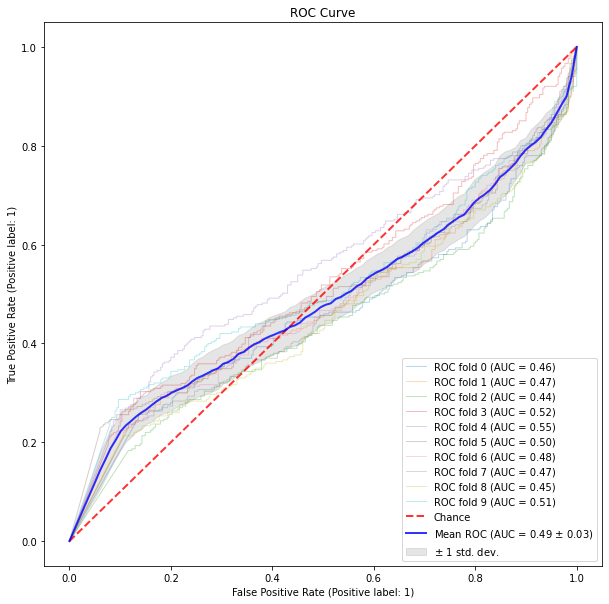 ROC Curve
True Positive Rate (Positive label: 1)
1.0
0.8
0.6
0.4
0.2
0.0
ROC fold 0 (AUC = 0.46)
ROC fold 1 (AUC = 0.47)
ROC fold 2 (AUC = 0.44)
ROC fold 3 (AUC = 0.52)
ROC fold 4 (AUC = 0.55)
ROC fold 5 (AUC = 0.50)
ROC fold 6 (AUC = 0.48)
ROC fold 7 (AUC = 0.47)
ROC fold 8 (AUC = 0.45)
ROC fold 9 (AUC = 0.51)
Chance
Mean ROC (AUC = 0.49 ± 0.03)
± 1 std. dev.
0.0 0.2 0.4 0.6 0.8 1.0
False Positive Rate (Positive label: 1)